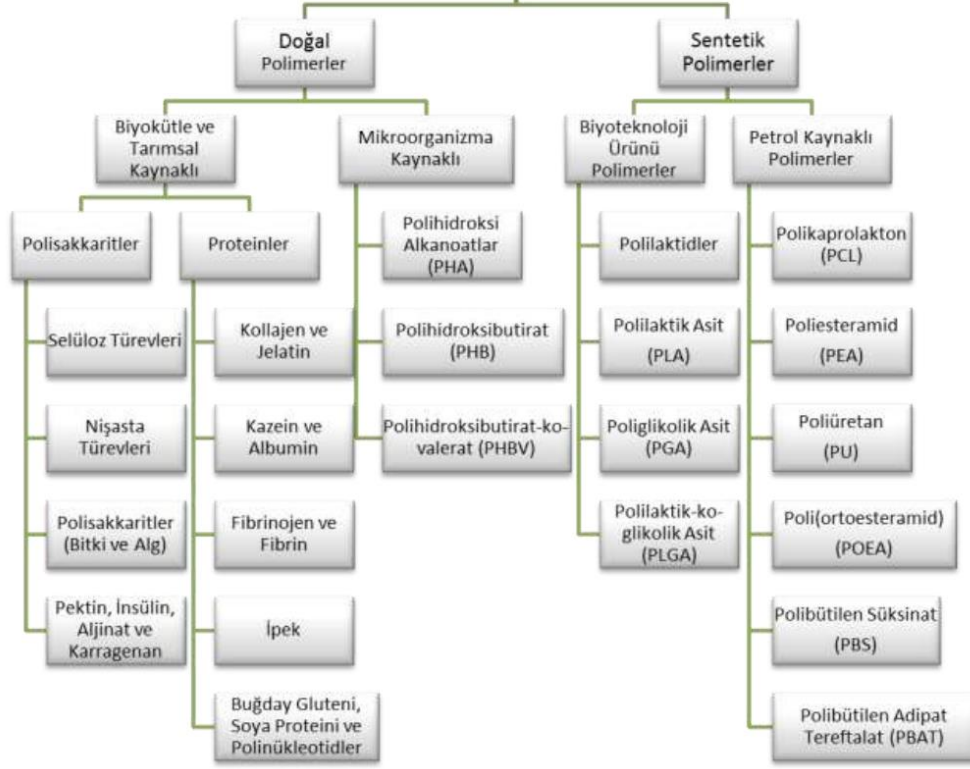 Doğal
Polimerler
Sentetik
Polimerler
Biyokütle ve
Tarımsal
Kaynaklı
Mikroorganizma
Kaynaklı
Biyoteknoloji
Ürünü
Polimerler
Petrol Kaynaklı
Polimerler
Polisakkaritler
Proteinler
Polihidroksi
Alkanoatlar
(PHA)
Polilaktidler
Polikaprolakton
(PCL)
Selüloz Türevleri
Kollajen ve
Jelatin
Polihidroksibutirat
(PHB)
Polilaktik Asit
(PLA)
Poliesteramid
(PEA)
Nişasta
Türevleri
Kazein ve
Albumin
Polihidroksibutirat-ko-
valerat (PHBV)
Poliglikolik Asit
(PGA)
Poliüretan
(PU)
Polisakkaritler
(Bitki ve Alg)
Fibrinojen ve
Fibrin
Polilaktik-ko-
glikolik Asit
(PLGA)
Poli(ortoesteramid)
(POEA)
Pektin, İnsülin,
Aljinat ve
Karragenan
İpek
Polibütilen Süksinat
(PBS)
Buğday Gluteni,
Soya Proteini ve
Polinükleotidler
Polibütilen Adipat
Tereftalat (PBAT)